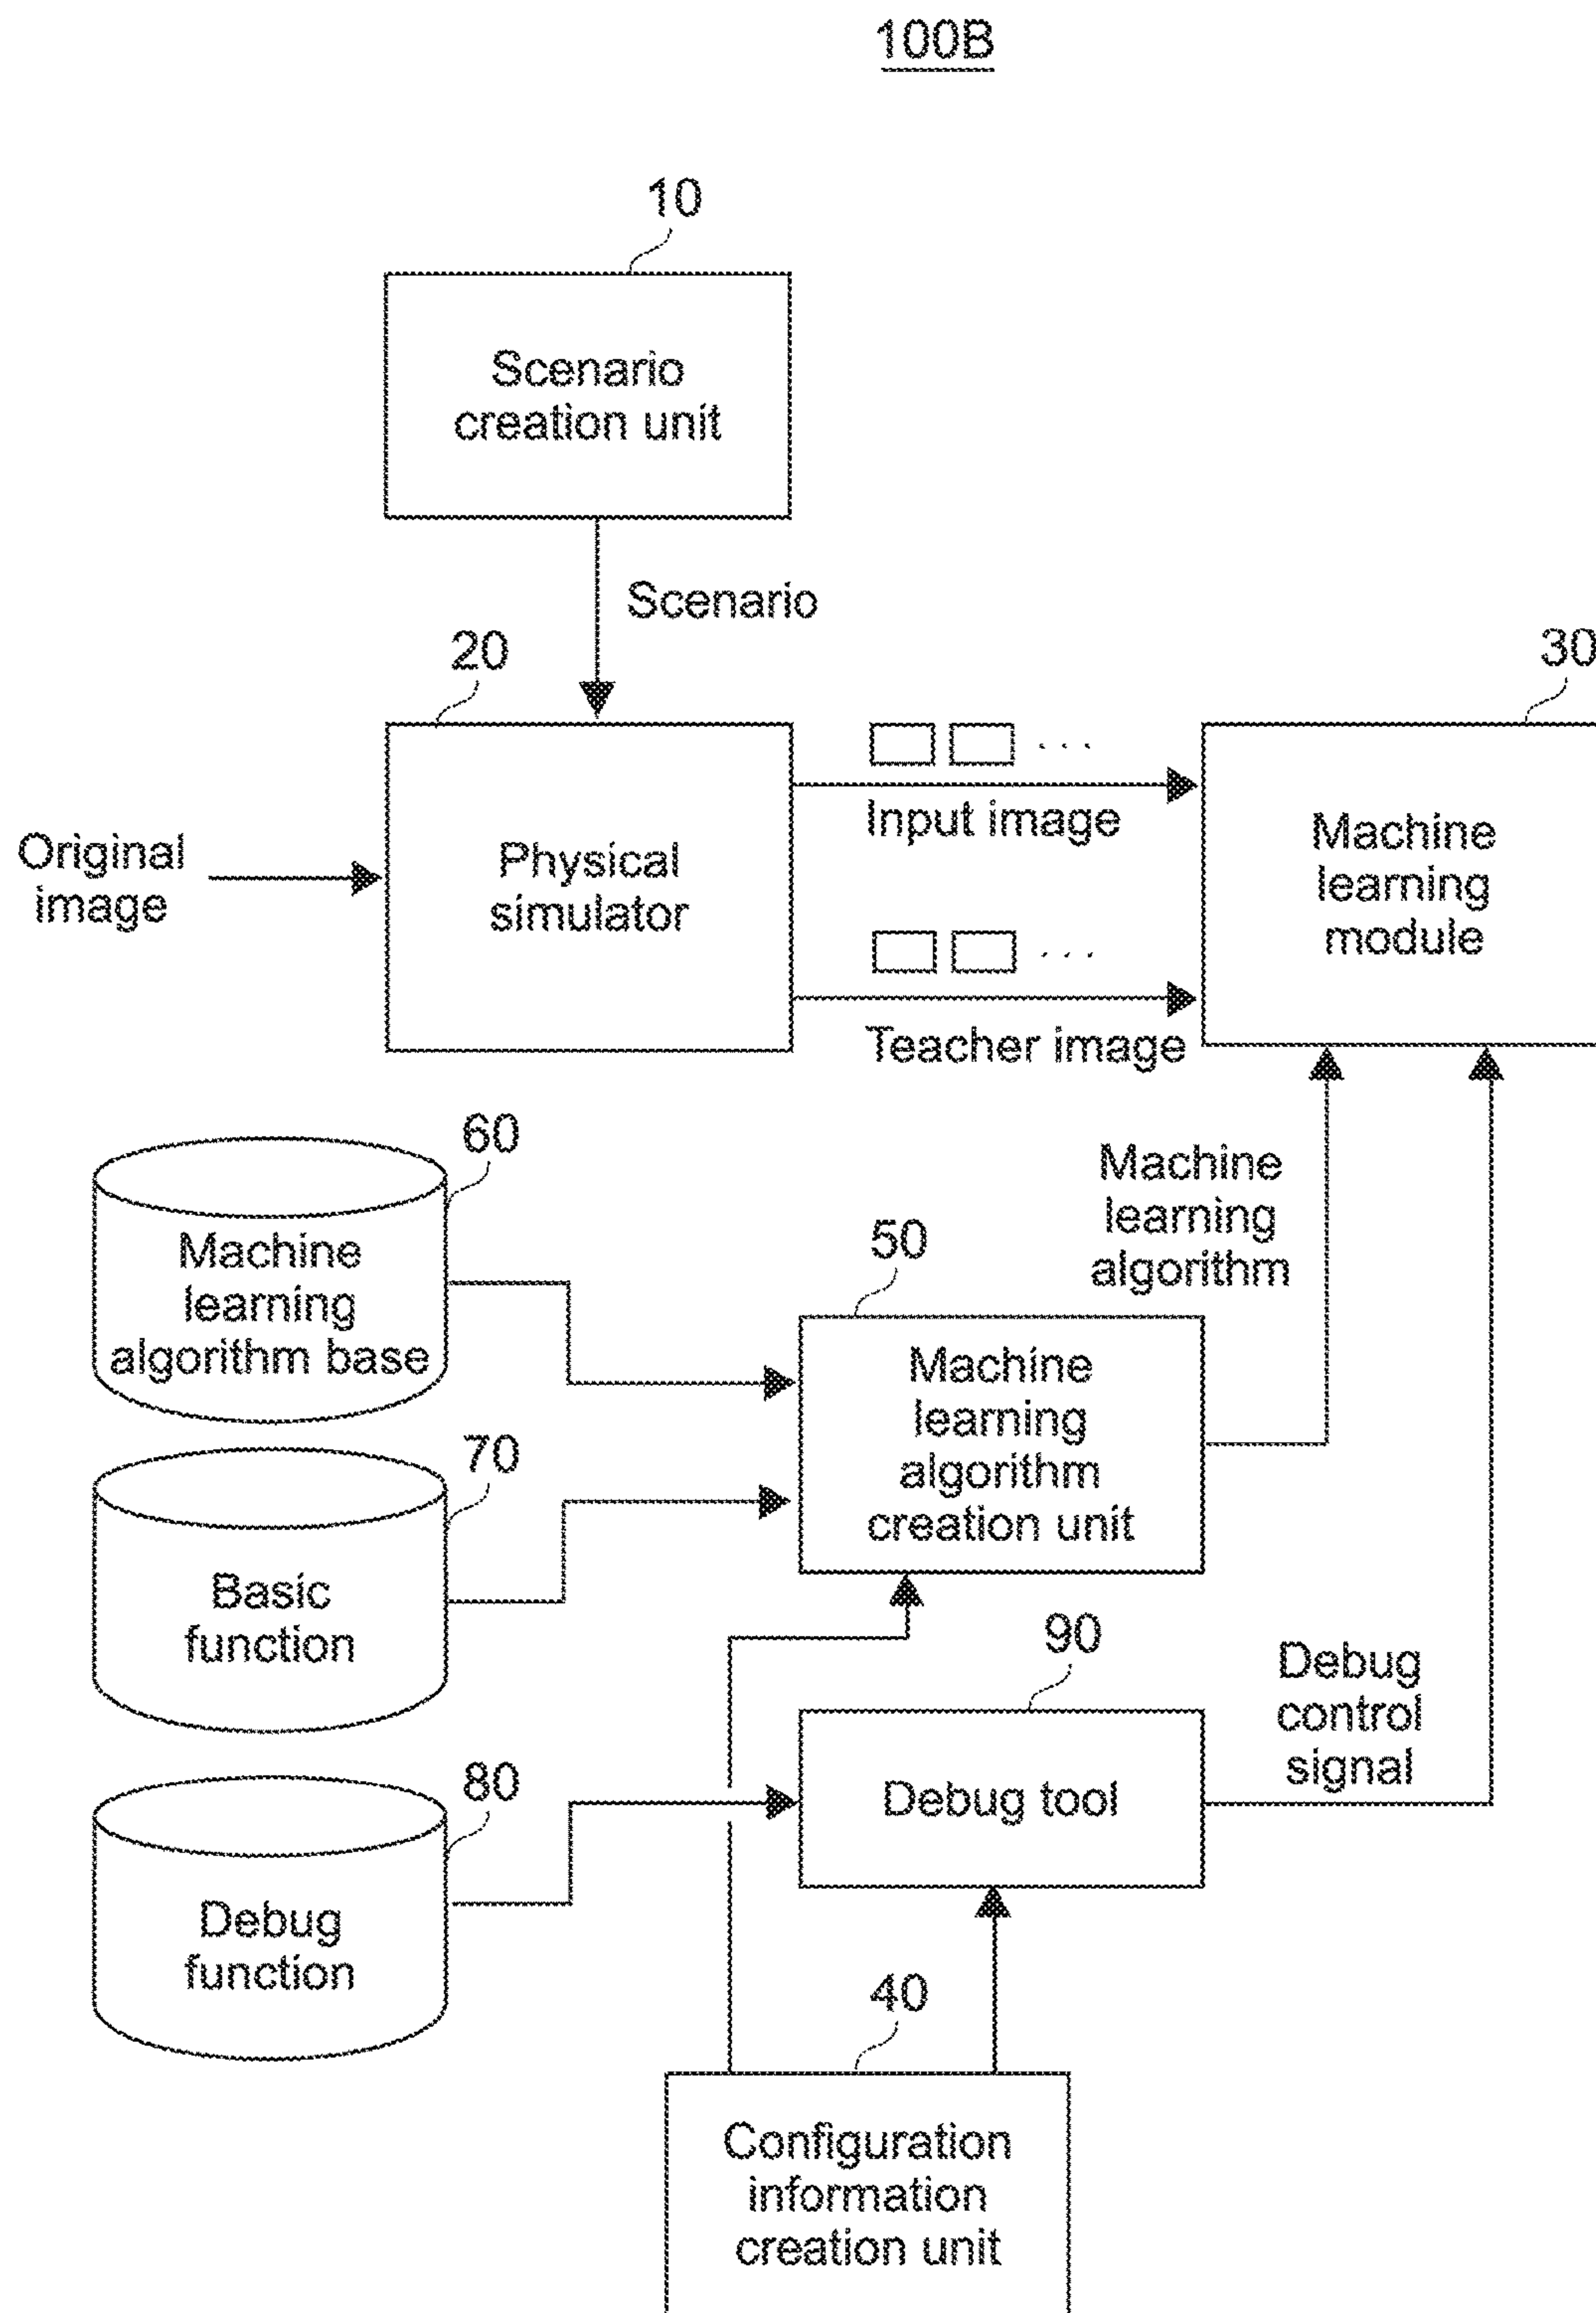 100B
10
Scenario
creation unit
Scenario
20
30
Original
image
Physical
simulator
Input image
Teacher image
Machine
learning
module
60
Machine
learning
algorithm base
Machine
learning
algorithm
50
Machine
learning
algorithm
creation unit
70
Basic
function
90
Debug tool
Debug
control
signal
80
Debug
function
40
Configuration
information
creation unit